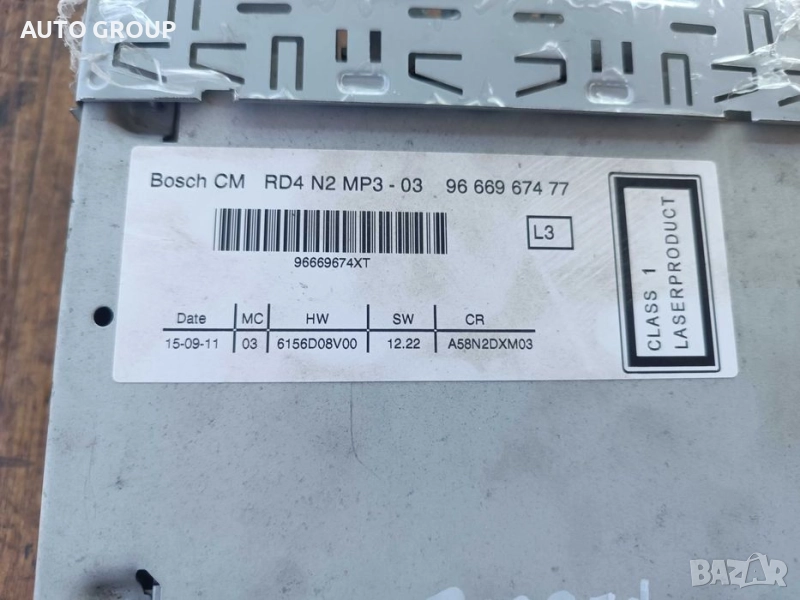 AUTO GROUP
Bosch CM RD4 N2 MP3 - 03 96 669 674 77
96669674XT
L3
CLASS 1
LASERPRODUCT
Date MC HW SW CR
15-09-11 03 6156D08V00 12.22 A58N2DXM03
BAZAR